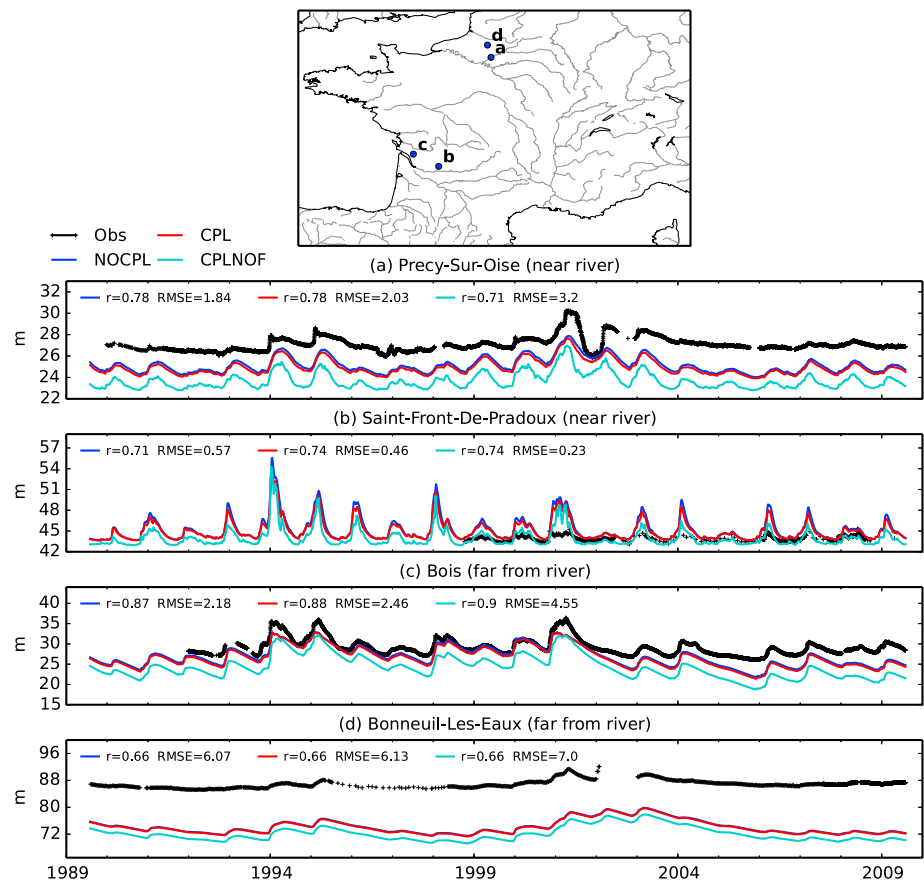 d
a
c
b
Obs CPL
NOCPL CPLNOF
(a) Precy-Sur-Oise (near river)
32
30
28
26
24
22
m
r=0.78 RMSE=1.84 r=0.78 RMSE=2.03 r=0.71 RMSE=3.2
(b) Saint-Front-De-Pradoux (near river)
57
54
51
48
45
42
m
r=0.71 RMSE=0.57 r=0.74 RMSE=0.46 r=0.74 RMSE=0.23
(c) Bois (far from river)
40
35
30
25
20
15
m
r=0.87 RMSE=2.18 r=0.88 RMSE=2.46 r=0.9 RMSE=4.55
(d) Bonneuil-Les-Eaux (far from river)
96
88
80
72
m
r=0.66 RMSE=6.07 r=0.66 RMSE=6.13 r=0.66 RMSE=7.0
1989 1994 1999 2004 2009